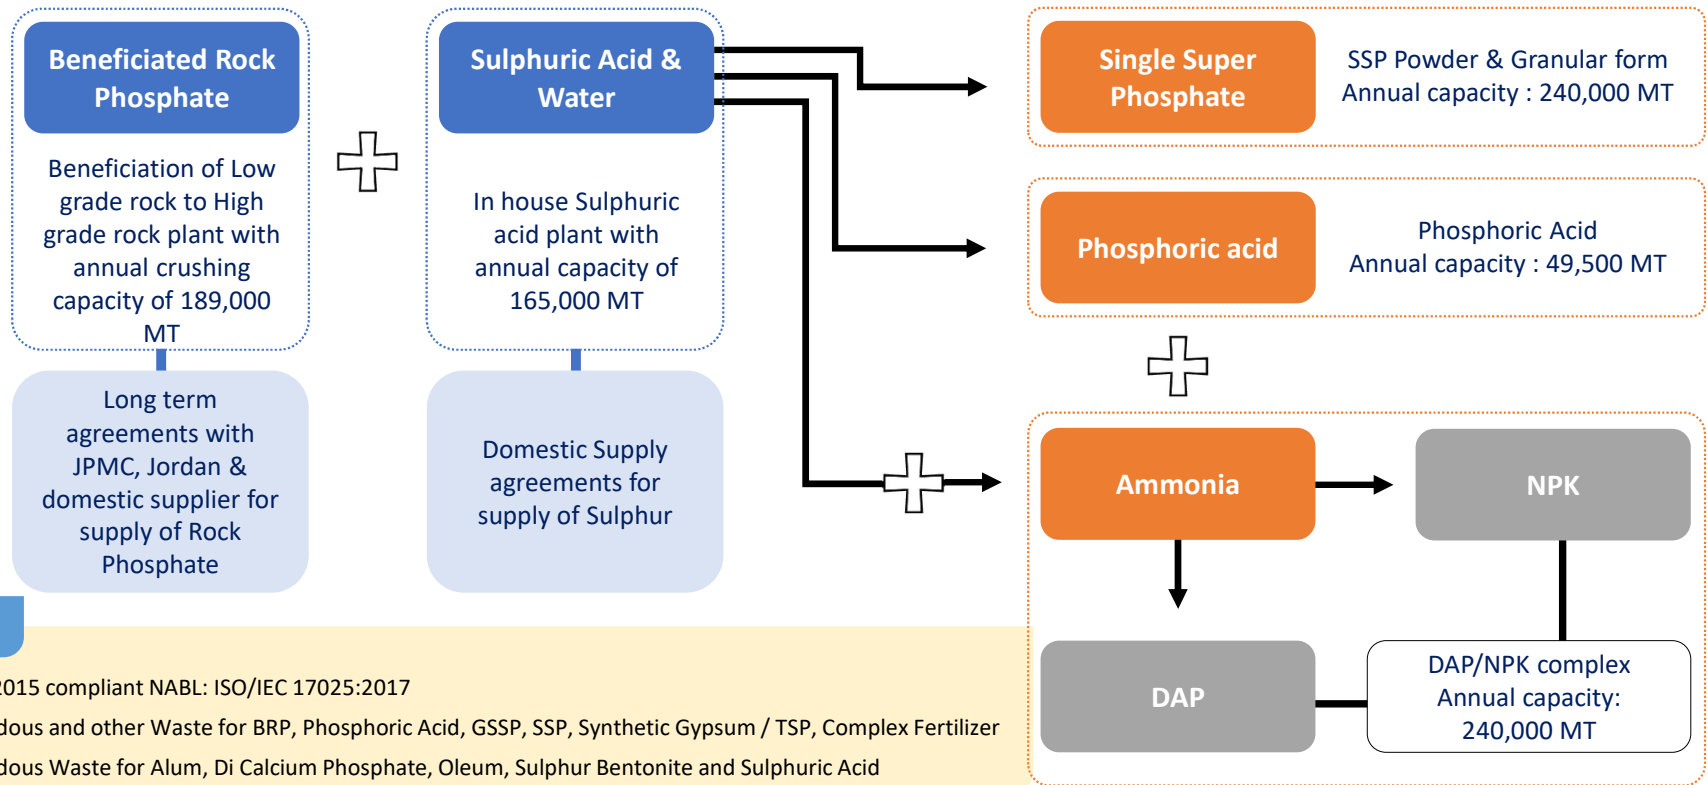 Beneficiated Rock
Phosphate
Beneficiation of Low
grade rock to High
grade rock plant with
annual crushing
capacity of 189,000
MT
Long term
agreements with
JPMC, Jordan &
domestic supplier for
supply of Rock
Phosphate
Sulphuric Acid &
Water
In house Sulphuric
acid plant with
annual capacity of
165,000 MT
Domestic Supply
agreements for
supply of Sulphur
Single Super
Phosphate
SSP Powder & Granular form
Annual capacity : 240,000 MT
Phosphoric acid
Phosphoric Acid
Annual capacity : 49,500 MT
Ammonia
NPK
DAP
DAP/NPK complex
Annual capacity:
240,000 MT
2015 compliant NABL: ISO/IEC 17025:2017
dous and other Waste for BRP, Phosphoric Acid, GSSP, SSP, Synthetic Gypsum / TSP, Complex Fertilizer
dous Waste for Alum, Di Calcium Phosphate, Oleum, Sulphur Bentonite and Sulphuric Acid